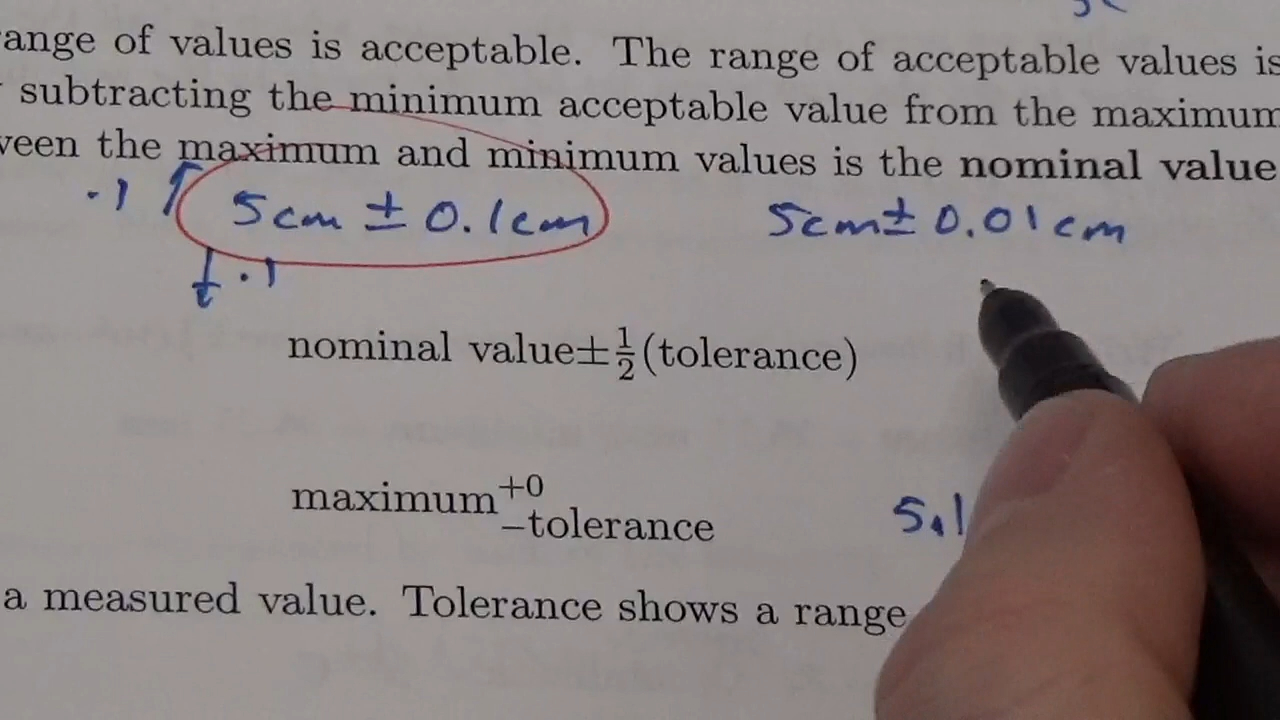 ange of values is acceptable. The range of acceptable values is
subtracting the minimum acceptable value from the maximum
veen the maximum and minimum values is the nominal value
.1 ↑ 5cm ± 0.1cm 5cm ± 0.01cm
↓ .1
nominal value±½(tolerance)
maximum +0 −tolerance 5.1
a measured value. Tolerance shows a range